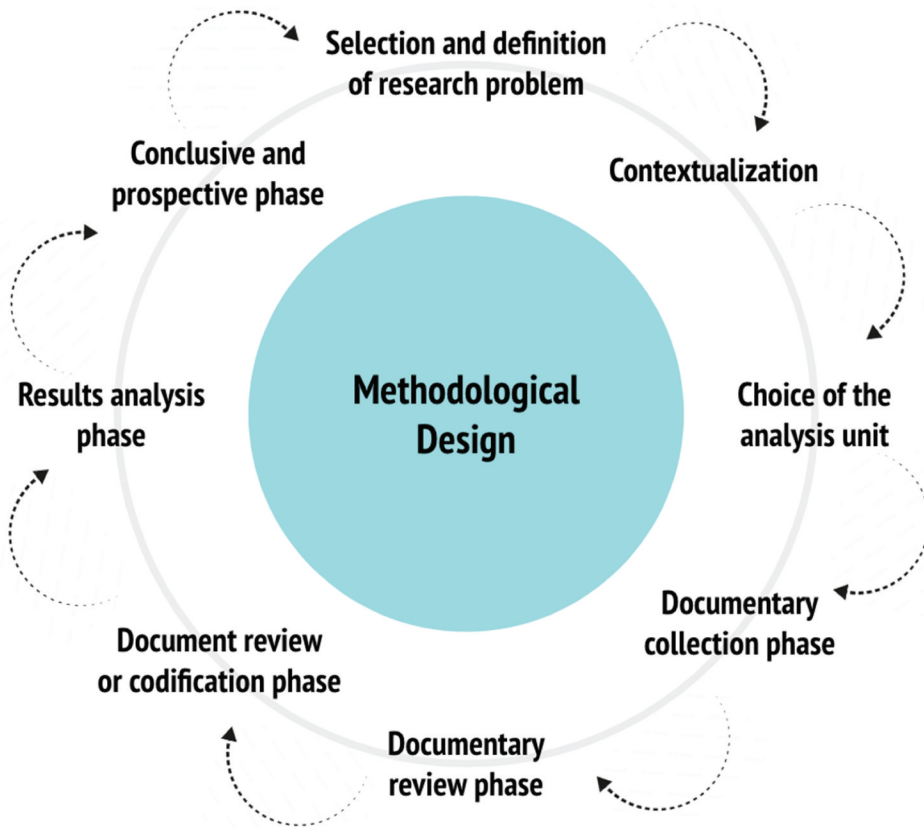 Selection and definition
of research problem
Contextualization
Choice of the
analysis unit
Documentary
collection phase
Documentary
review phase
Document review
or codification phase
Results analysis
phase
Conclusive and
prospective phase
Methodological
Design